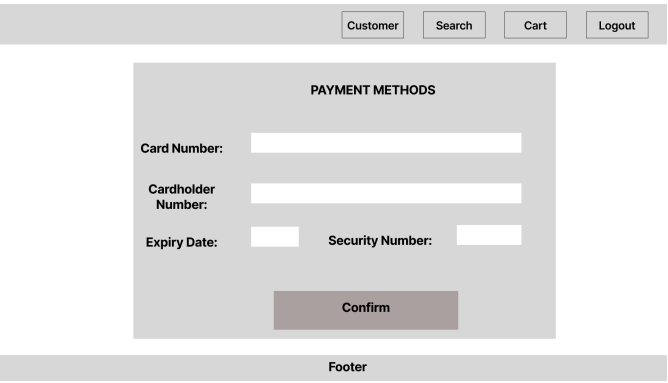 Customer Search Cart Logout
PAYMENT METHODS
Card Number:
Cardholder
Number:
Expiry Date: Security Number:
Confirm
Footer